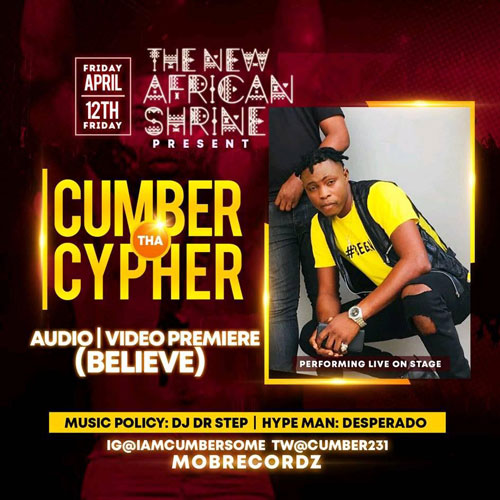 FRIDAY
APRIL
12TH
FRIDAY
THE NEW
AFRICAN
SHRINE
PRESENT
CUMBER
THA
CYPHER
AUDIO | VIDEO PREMIERE
(BELIEVE)
PERFORMING LIVE ON STAGE
MUSIC POLICY: DJ DR STEP | HYPE MAN: DESPERADO
IG@IAMCUMBERSOME TW@CUMBER231
MOBRECORDZ